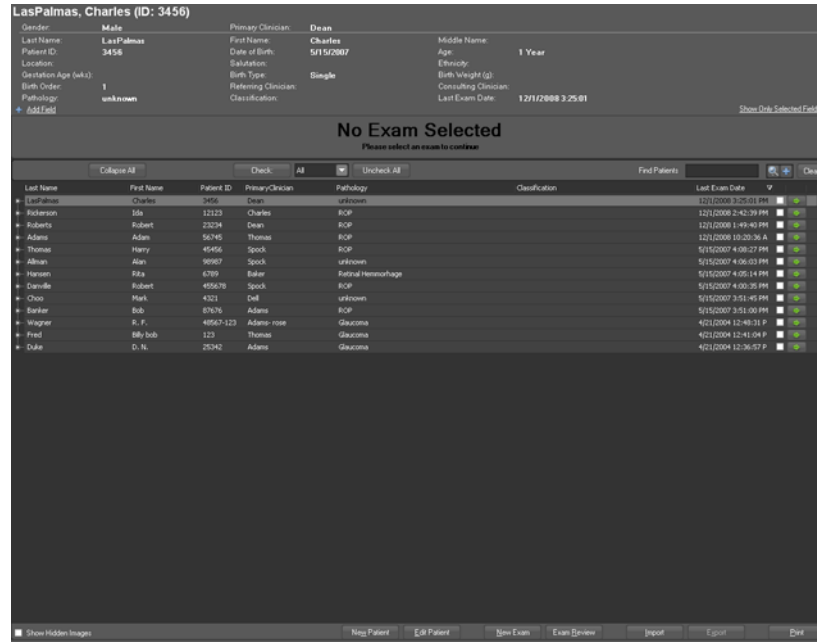 LasPalmas, Charles (ID: 3456)
Gender: Male Primary Clinician: Dean
Last Name: LasPalmas First Name: Charles Middle Name:
Patient ID: 3456 Date of Birth: 5/15/2007 Age: 1 Year
Location: Salutation: Ethnicity:
Gestation Age (wks): Birth Type: Single Birth Weight (g):
Birth Order: 1 Referring Clinician: Consulting Clinician:
Pathology: unknown Classification: Last Exam Date: 12/1/2008 3:25:01
Add Field Show Only Selected Field
No Exam Selected
Please select an exam to continue
Collapse All Check: All Uncheck All Find Patients Clea
Last Name First Name Patient ID PrimaryClinician Pathology Classification Last Exam Date
LasPalmas Charles 3456 Dean unknown 12/1/2008 3:25:01 PM
Rickerson Ida 12123 Charles ROP 12/1/2008 2:42:39 PM
Roberts Robert 23234 Dean ROP 12/1/2008 1:49:40 PM
Adams Adam 56745 Thomas ROP 12/1/2008 10:20:36 A
Thomas Harry 45456 Spock ROP 5/15/2007 4:08:27 PM
Allman Alan 98987 Spock unknown 5/15/2007 4:06:03 PM
Hansen Rita 6789 Baker Retinal Hemmorhage 5/15/2007 4:05:14 PM
Danville Robert 455678 Spock ROP 5/15/2007 4:00:35 PM
Choo Mark 4321 Dell unknown 5/15/2007 3:51:45 PM
Banker Bob 87676 Adams ROP 5/15/2007 3:51:00 PM
Wagner R. F. 48567-123 Adams- rose Glaucoma 4/21/2004 12:48:31 P
Fred Billy bob 123 Thomas Glaucoma 4/21/2004 12:41:04 P
Duke D. N. 25342 Adams Glaucoma 4/21/2004 12:36:57 P
Show Hidden Images New Patient Edit Patient New Exam Exam Review Import Export Print